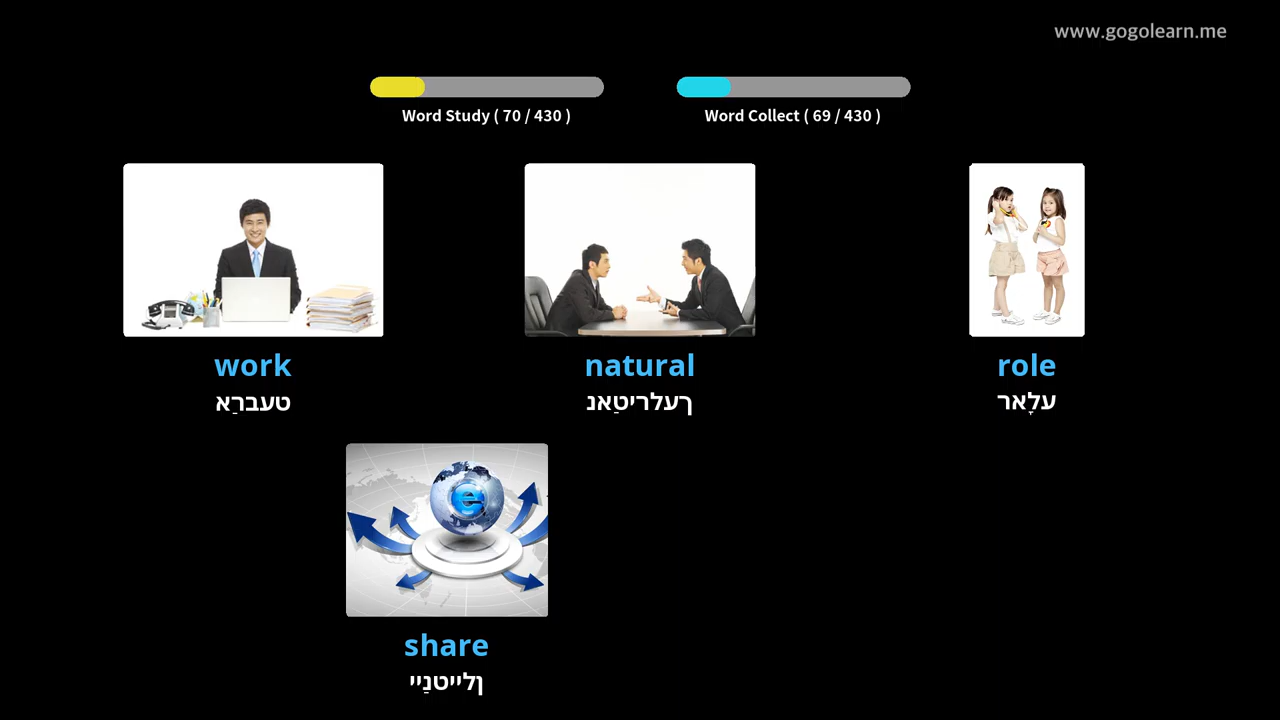 www.gogolearn.me
Word Study ( 70 / 430 )
Word Collect ( 69 / 430 )
work
natural
role
טעברַא
ךעלריטַאנ
עלָאר
share
ןלייטנַיי